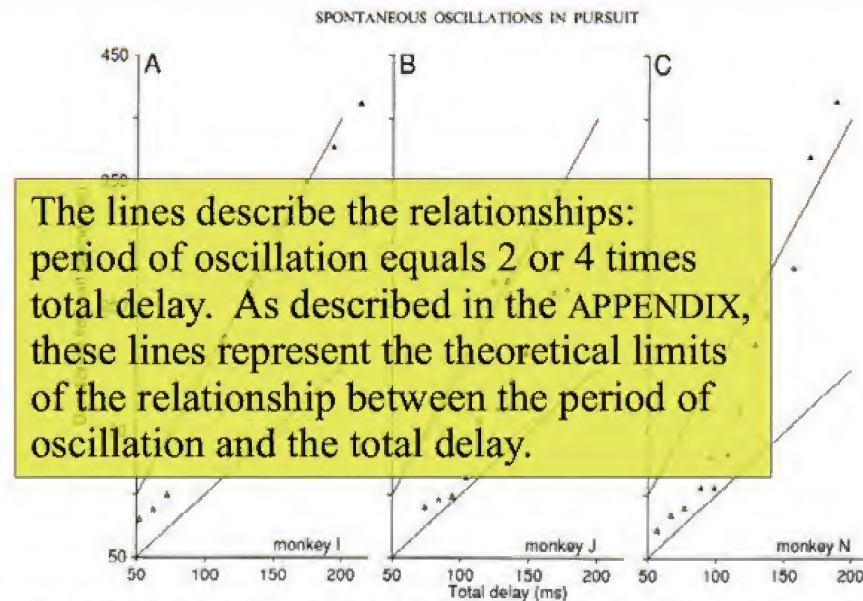 SPONTANEOUS OSCILLATIONS IN PURSUIT
450 A B C
The lines describe the relationships:
period of oscillation equals 2 or 4 times
total delay. As described in the APPENDIX,
these lines represent the theoretical limits
of the relationship between the period of
oscillation and the total delay.
monkey I monkey J monkey N
50
50 100 150 200 50 100 150 200 50 100 150 200
Total delay (ms)